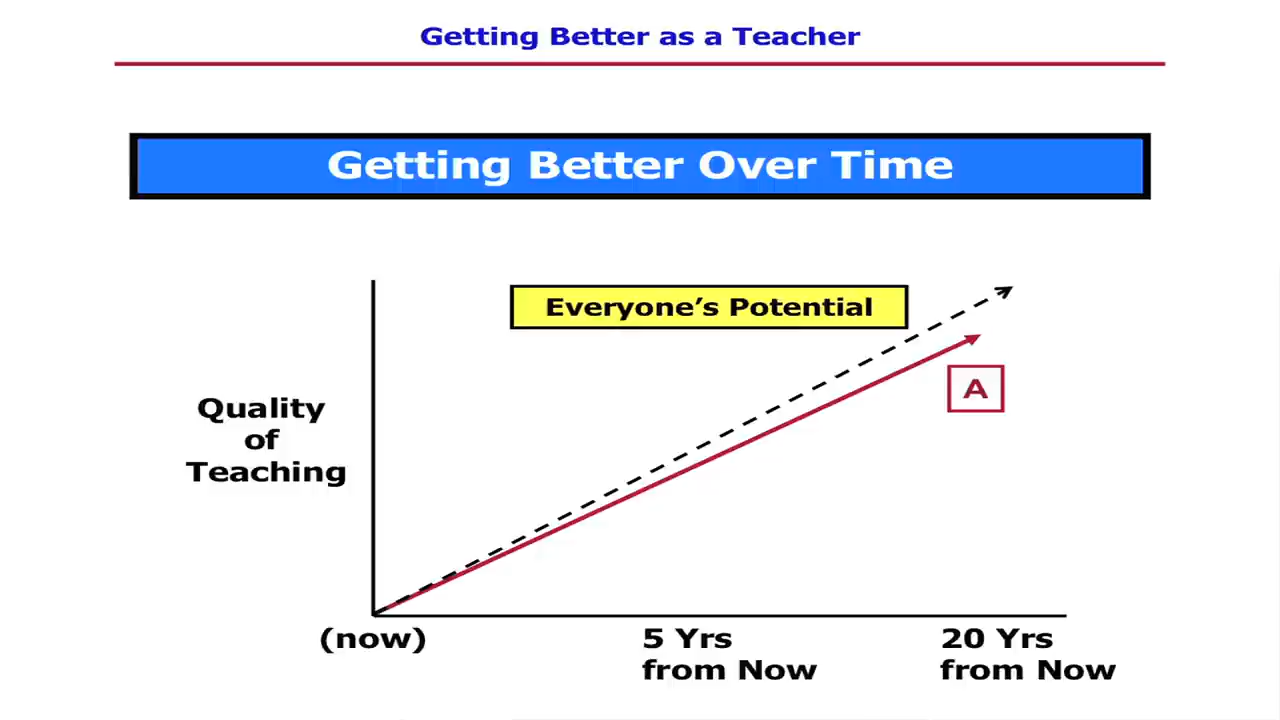 Getting Better as a Teacher
Getting Better Over Time
Everyone’s Potential
A
Quality
of
Teaching
(now)
5 Yrs
from Now
20 Yrs
from Now